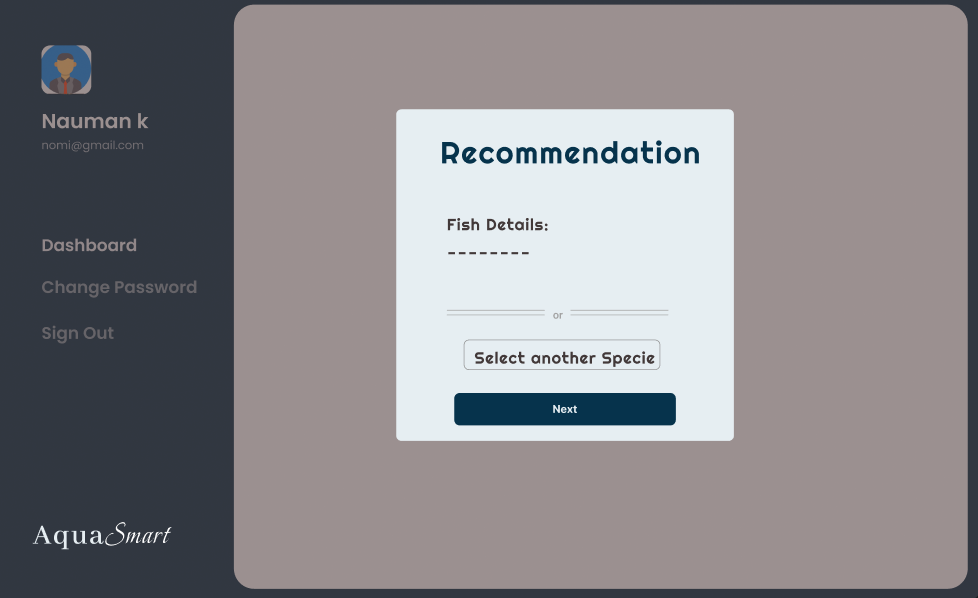 Nauman k
nomi@gmail.com
Dashboard
Change Password
Sign Out
AquaSmart
Recommendation
Fish Details:
--------
or
Select another Specie
Next